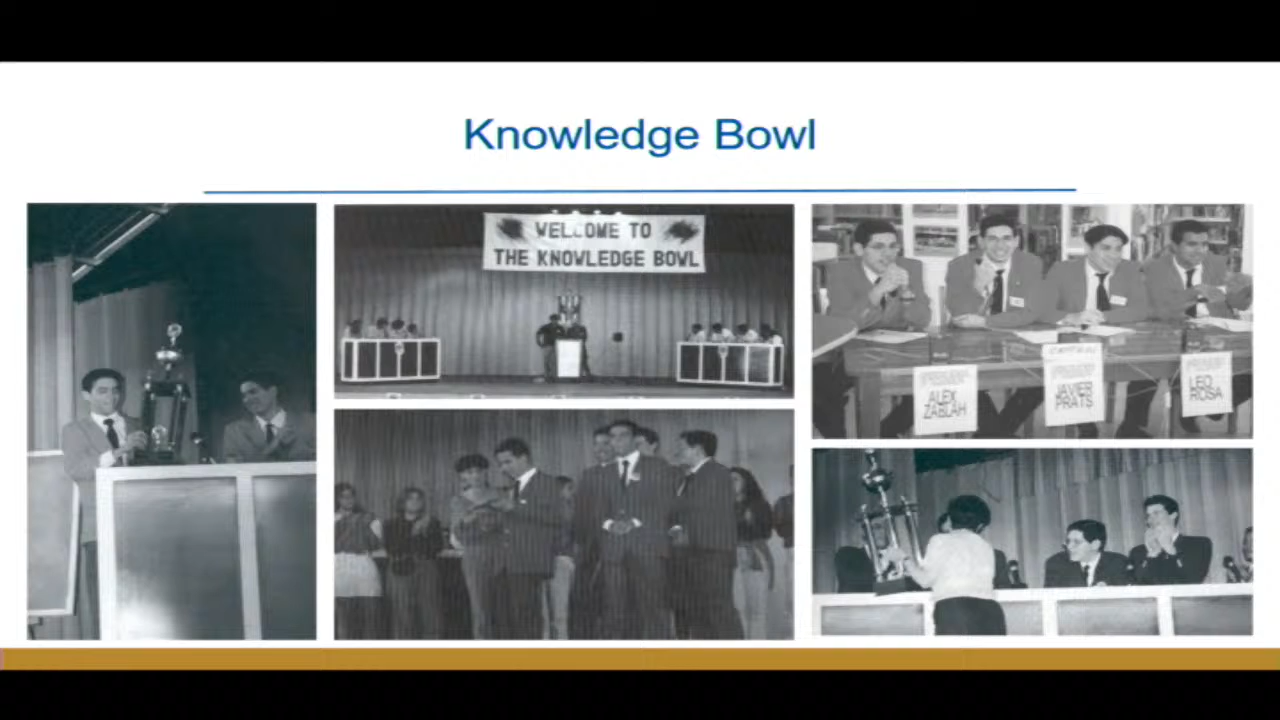 Knowledge Bowl
WELCOME TO
THE KNOWLEDGE BOWL
ALEX
ZABLAH
JAVIER
PRATS
LEO
ROSA